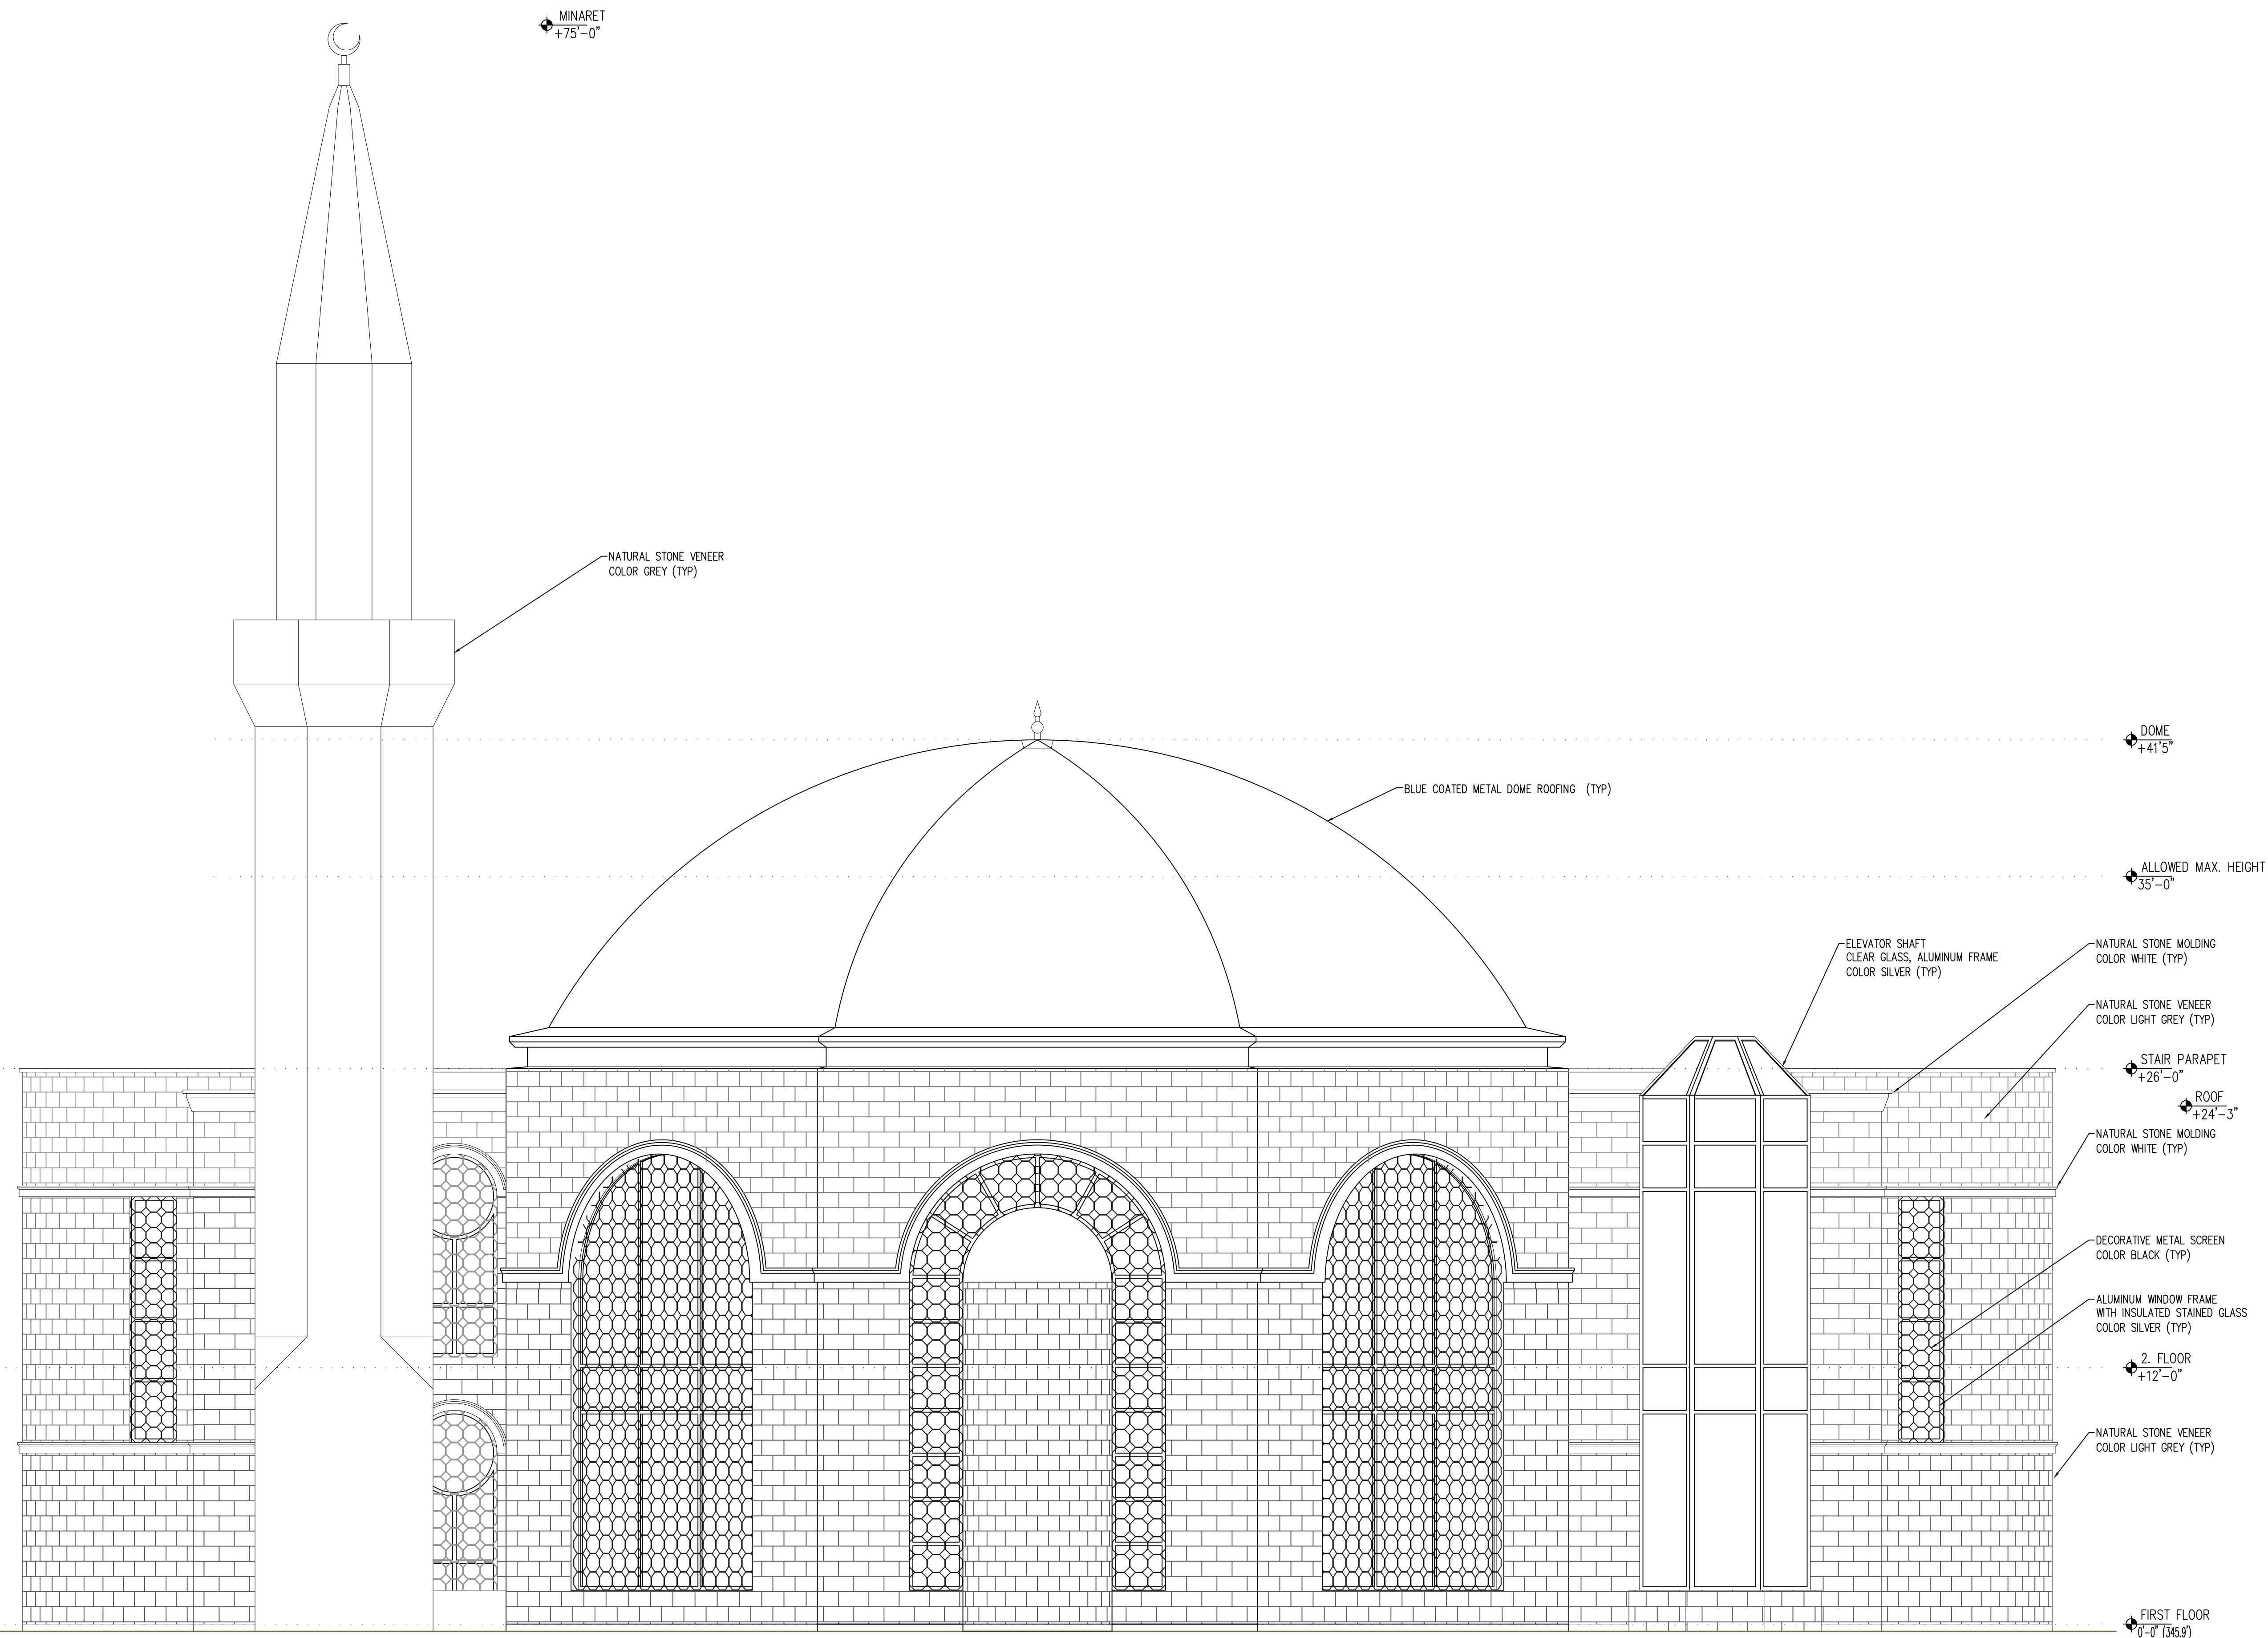 MINARET
+75'-0"
NATURAL STONE VENEER
COLOR GREY (TYP)
DOME
+41'5"
BLUE COATED METAL DOME ROOFING (TYP)
ALLOWED MAX. HEIGHT
35'-0"
ELEVATOR SHAFT
CLEAR GLASS, ALUMINUM FRAME
COLOR SILVER (TYP)
NATURAL STONE MOLDING
COLOR WHITE (TYP)
NATURAL STONE VENEER
COLOR LIGHT GREY (TYP)
STAIR PARAPET
+26'-0"
ROOF
+24'-3"
NATURAL STONE MOLDING
COLOR WHITE (TYP)
DECORATIVE METAL SCREEN
COLOR BLACK (TYP)
ALUMINUM WINDOW FRAME
WITH INSULATED STAINED GLASS
COLOR SILVER (TYP)
2. FLOOR
+12'-0"
NATURAL STONE VENEER
COLOR LIGHT GREY (TYP)
FIRST FLOOR
0'-0" (345.9')